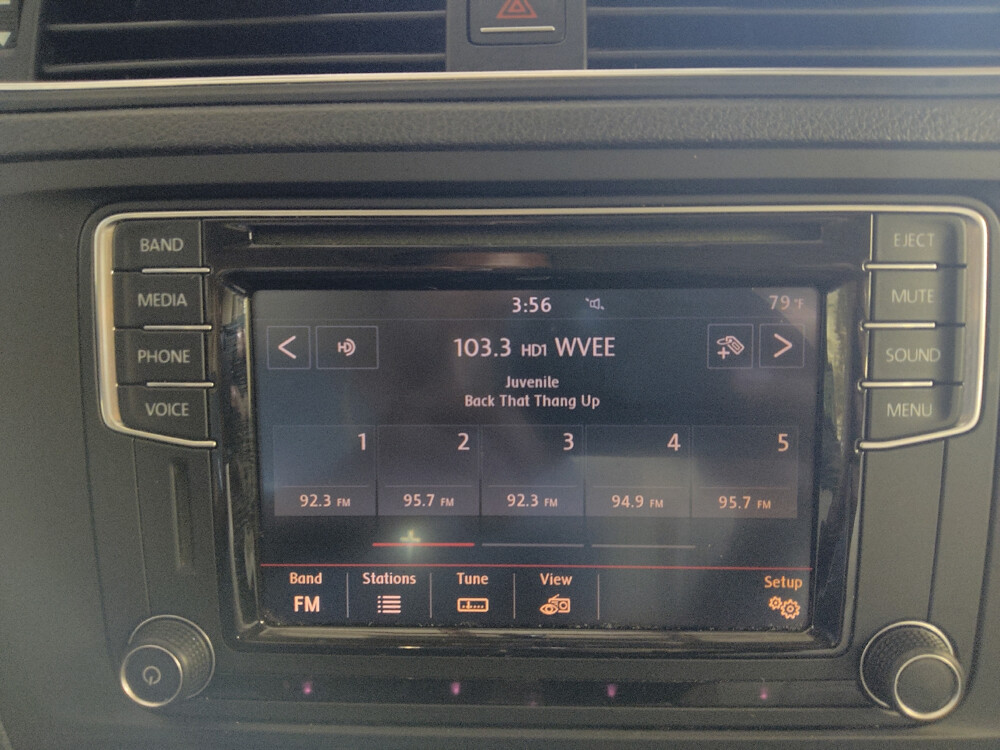 BAND
MEDIA
PHONE
VOICE
EJECT
MUTE
SOUND
MENU
3:56 79°F
HD 103.3 HD1 WVEE
Juvenile
Back That Thang Up
1 2 3 4 5
92.3 FM 95.7 FM 92.3 FM 94.9 FM 95.7 FM
Band Stations Tune View Setup
FM